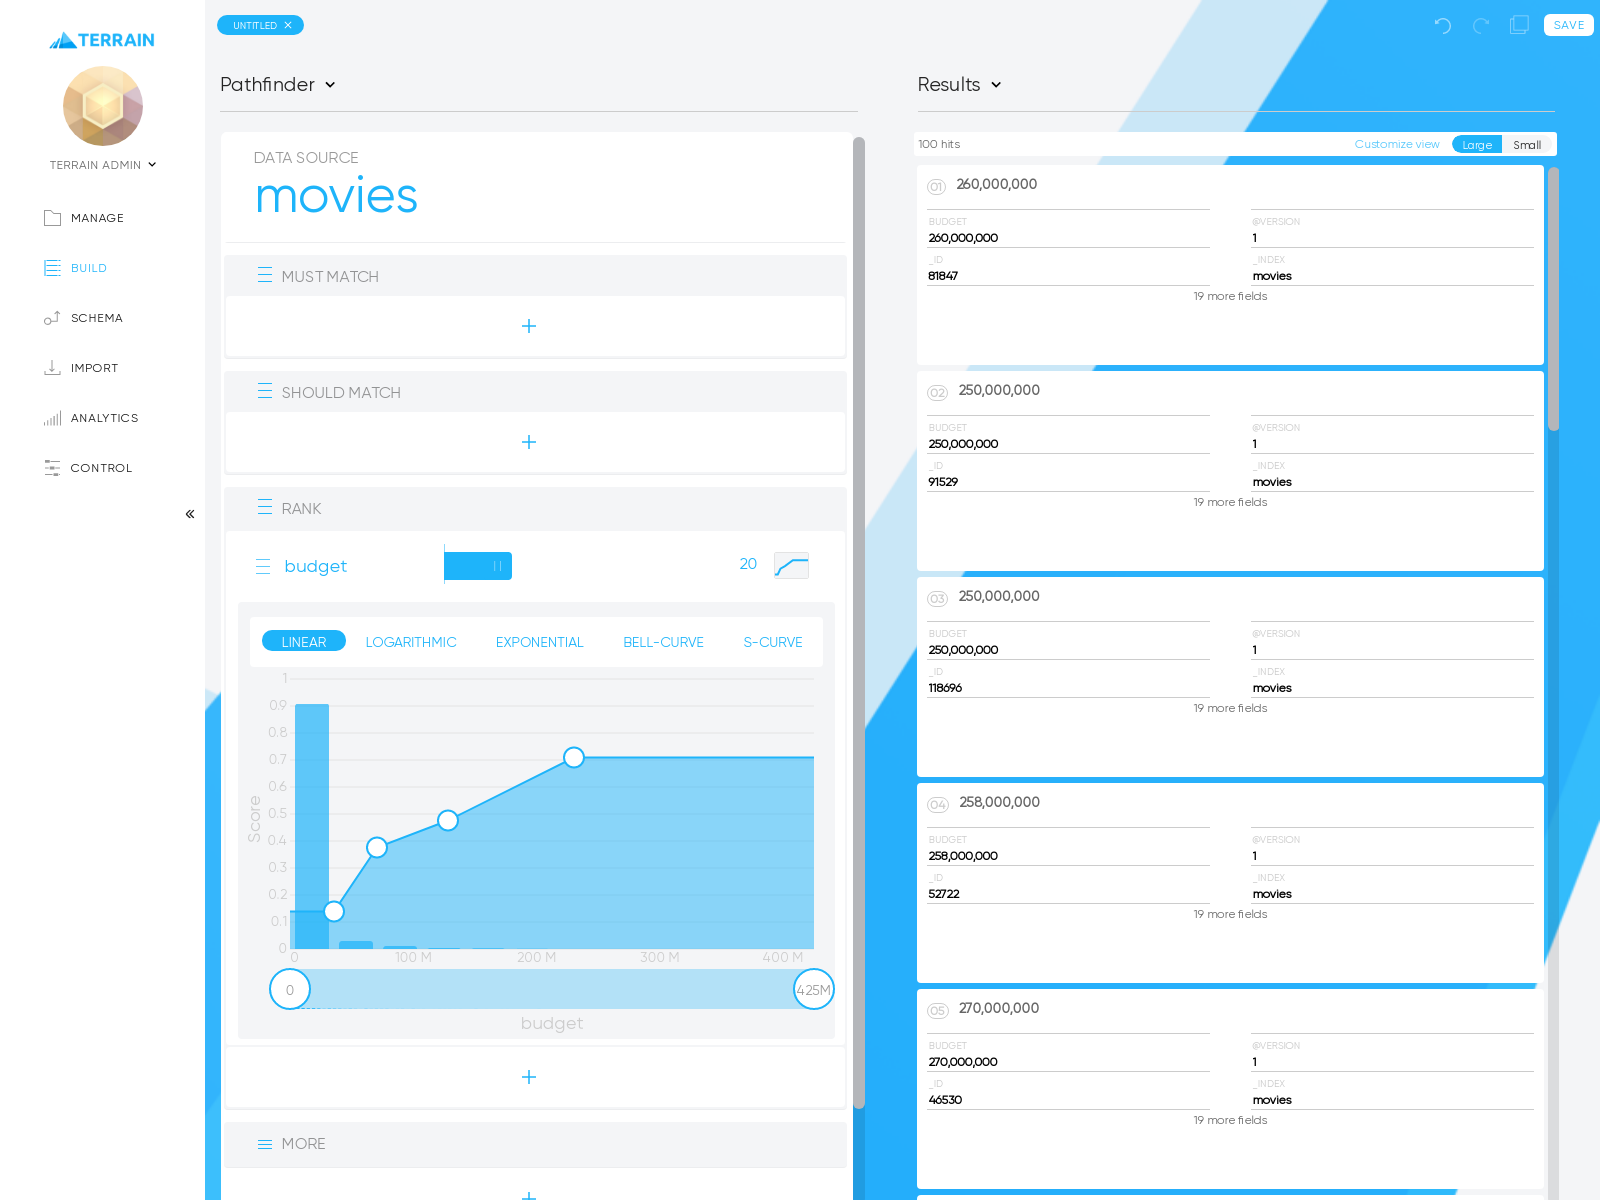 TERRAIN
TERRAIN ADMIN
MANAGE
BUILD
SCHEMA
IMPORT
ANALYTICS
CONTROL
UNTITLED
SAVE
Pathfinder
DATA SOURCE
movies
MUST MATCH
+
SHOULD MATCH
+
RANK
budget
20
LINEAR LOGARITHMIC EXPONENTIAL BELL-CURVE S-CURVE
1
0.9
0.8
0.7
0.6
0.5
0.4
0.3
0.2
0.1
0
Score
0 100 M 200 M 300 M 400 M
0 425M
budget
+
MORE
+
Results
100 hits Customize view Large Small
01 260,000,000
BUDGET @VERSION
260,000,000 1
_ID _INDEX
81847 movies
19 more fields
02 250,000,000
BUDGET @VERSION
250,000,000 1
_ID _INDEX
91529 movies
19 more fields
03 250,000,000
BUDGET @VERSION
250,000,000 1
_ID _INDEX
118696 movies
19 more fields
04 258,000,000
BUDGET @VERSION
258,000,000 1
_ID _INDEX
52722 movies
19 more fields
05 270,000,000
BUDGET @VERSION
270,000,000 1
_ID _INDEX
46530 movies
19 more fields